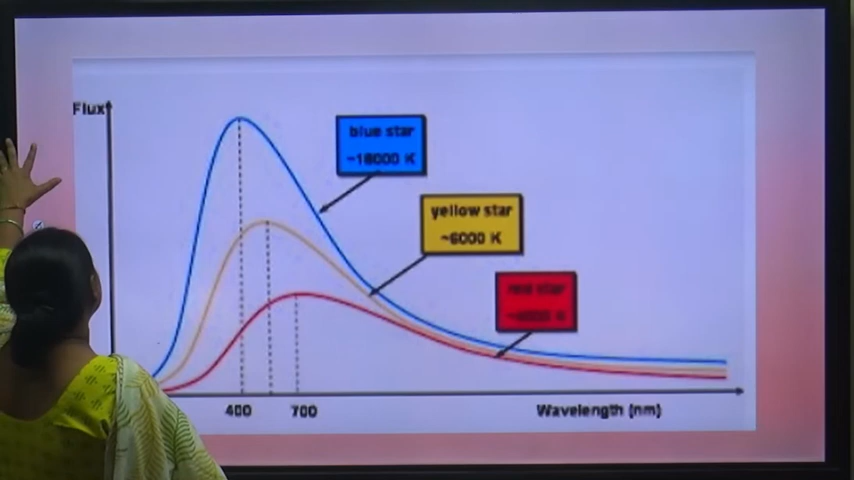 Flux
blue star
~18000 K
yellow star
~6000 K
red star
400
700
Wavelength (nm)